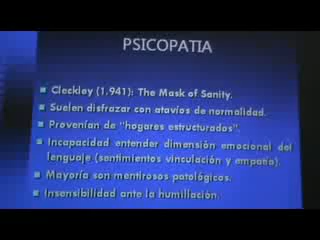 PSICOPATIA
Cleckley (1.941): The Mask of Sanity.
Suelen disfrazar con atavíos de normalidad.
Provenían de "hogares estructurados".
Incapacidad entender dimensión emocional del
lenguaje (sentimientos vinculación y empatía).
Mayoría son mentirosos patológicos.
Insensibilidad ante la humillación.